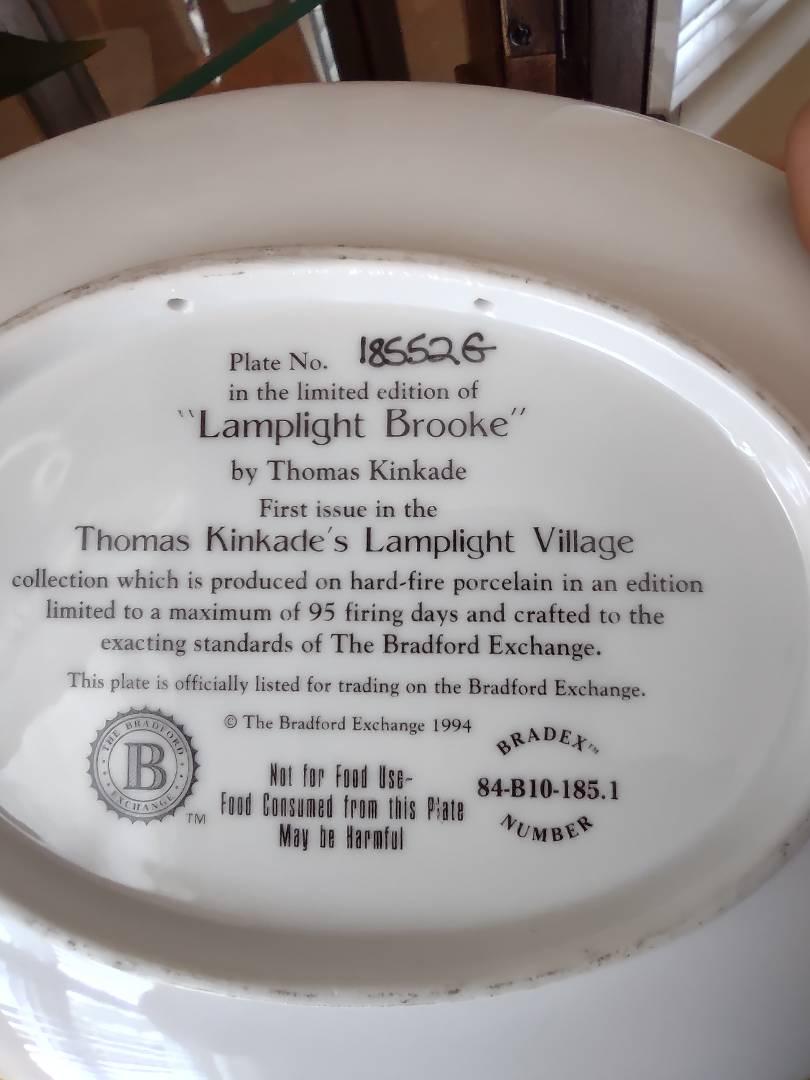 Plate No. 18552G
in the limited edition of
"Lamplight Brooke"
by Thomas Kinkade
First issue in the
Thomas Kinkade's Lamplight Village
collection which is produced on hard-fire porcelain in an edition
limited to a maximum of 95 firing days and crafted to the
exacting standards of The Bradford Exchange.
This plate is officially listed for trading on the Bradford Exchange.
© The Bradford Exchange 1994
THE BRADFORD
B
EXCHANGE
TM
Not for Food Use-
Food Consumed from this Plate
May be Harmful
BRADEX™
84-B10-185.1
NUMBER